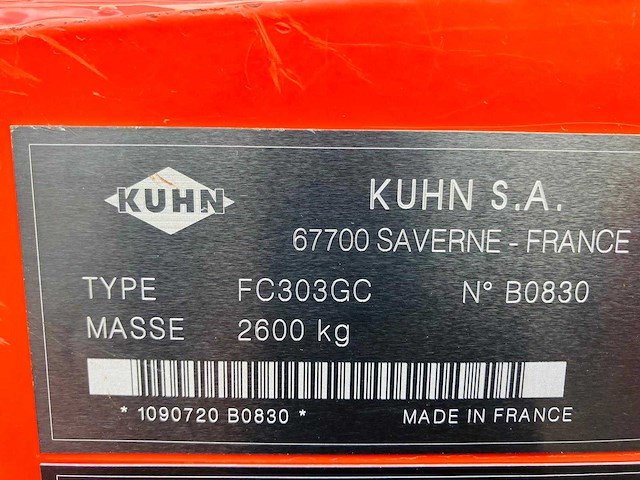 KUHN
KUHN S.A.
67700 SAVERNE - FRANCE
TYPE FC303GC N° B0830
MASSE 2600 kg
* 1090720 B0830 * MADE IN FRANCE